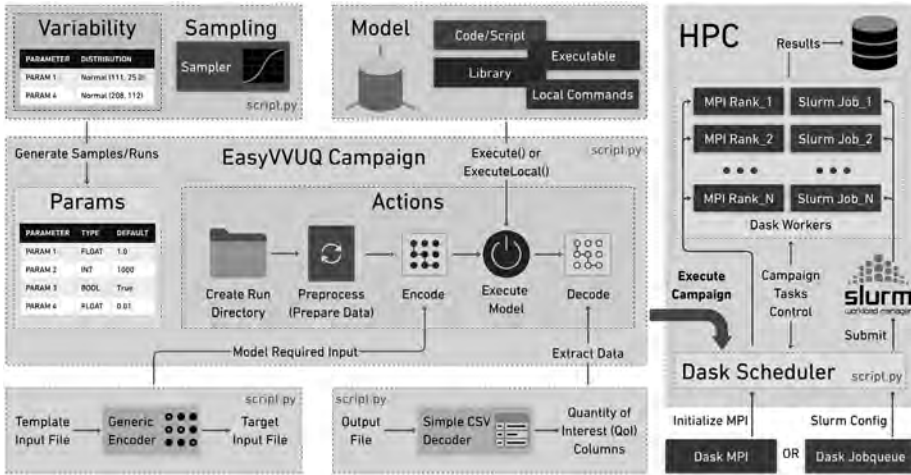 Variability
PARAMETER DISTRIBUTION
PARAM 1 Normal (111, 25.0)
PARAM 4 Normal (208, 112)
Sampling
Sampler
script.py
Model
Code/Script
Executable
Library
Local Commands
HPC
Results
MPI Rank_1 Slurm Job_1
MPI Rank_2 Slurm Job_2
MPI Rank_N Slurm Job_N
Dask Workers
Generate Samples/Runs
EasyVVUQ Campaign
Execute() or
ExecuteLocal()
script.py
Params
PARAMETER TYPE DEFAULT
PARAM 1 FLOAT 1.0
PARAM 2 INT 1000
PARAM 3 BOOL True
PARAM 4 FLOAT 0.01
Actions
Create Run
Directory
Preprocess
(Prepare Data)
Encode
Execute
Model
Decode
Execute
Campaign
Campaign
Tasks
Control
slurm
workload manager
Submit
Model Required Input
Extract Data
Dask Scheduler
script.py
script.py
Template
Input File
Generic
Encoder
Target
Input File
script.py
Output
File
Simple CSV
Decoder
Quantity of
Interest (QoI)
Columns
Initialize MPI
Slurm Config
Dask MPI OR Dask Jobqueue